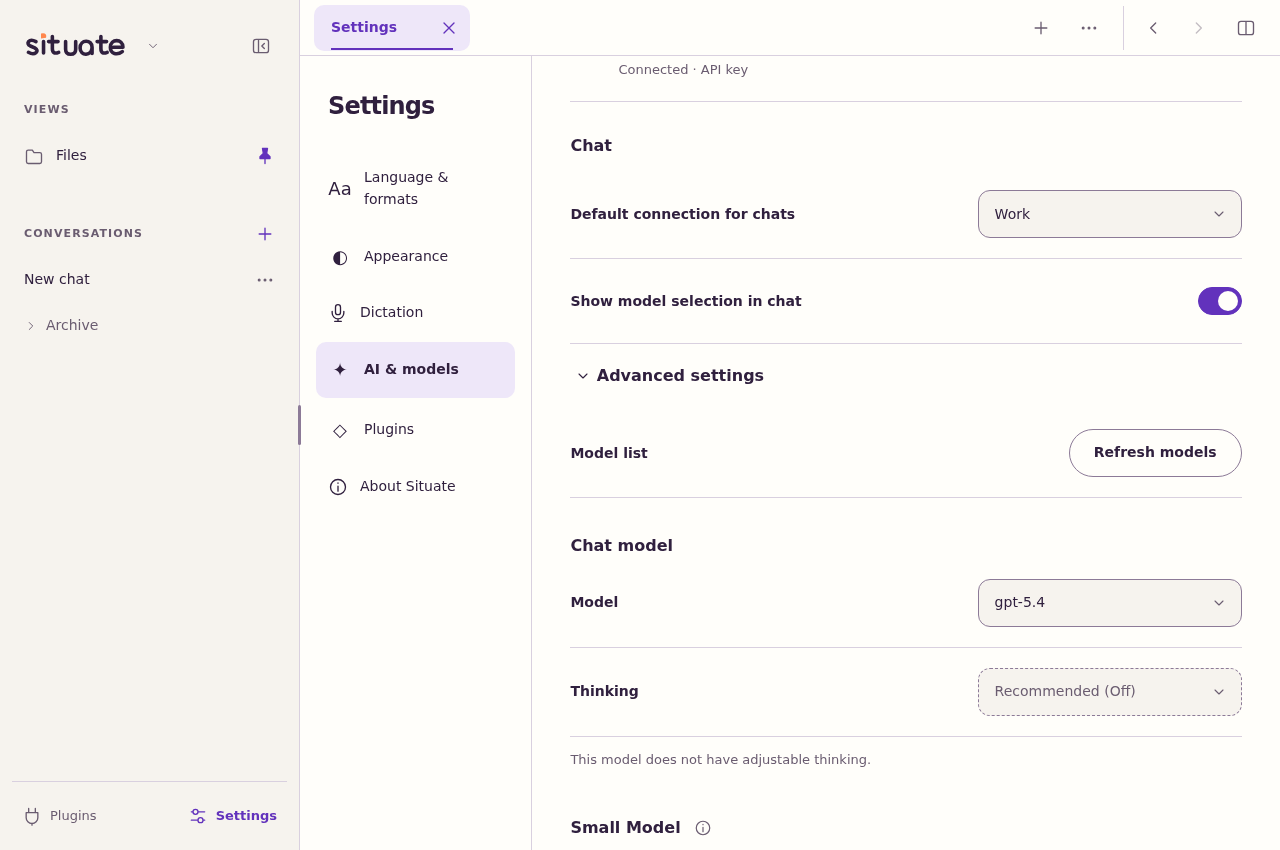 situate
VIEWS
Files
CONVERSATIONS
New chat
Archive
Plugins
Settings
Settings
Settings
Aa
Language &
formats
Appearance
Dictation
AI & models
Plugins
About Situate
Connected · API key
Chat
Default connection for chats
Work
Show model selection in chat
Advanced settings
Model list
Refresh models
Chat model
Model
gpt-5.4
Thinking
Recommended (Off)
This model does not have adjustable thinking.
Small Model